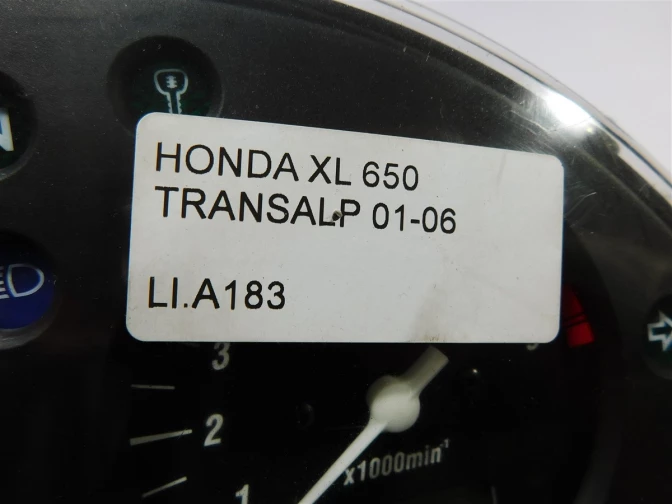 N
HONDA XL 650
TRANSALP 01-06
LI.A183
3
2
1
x1000min⁻¹